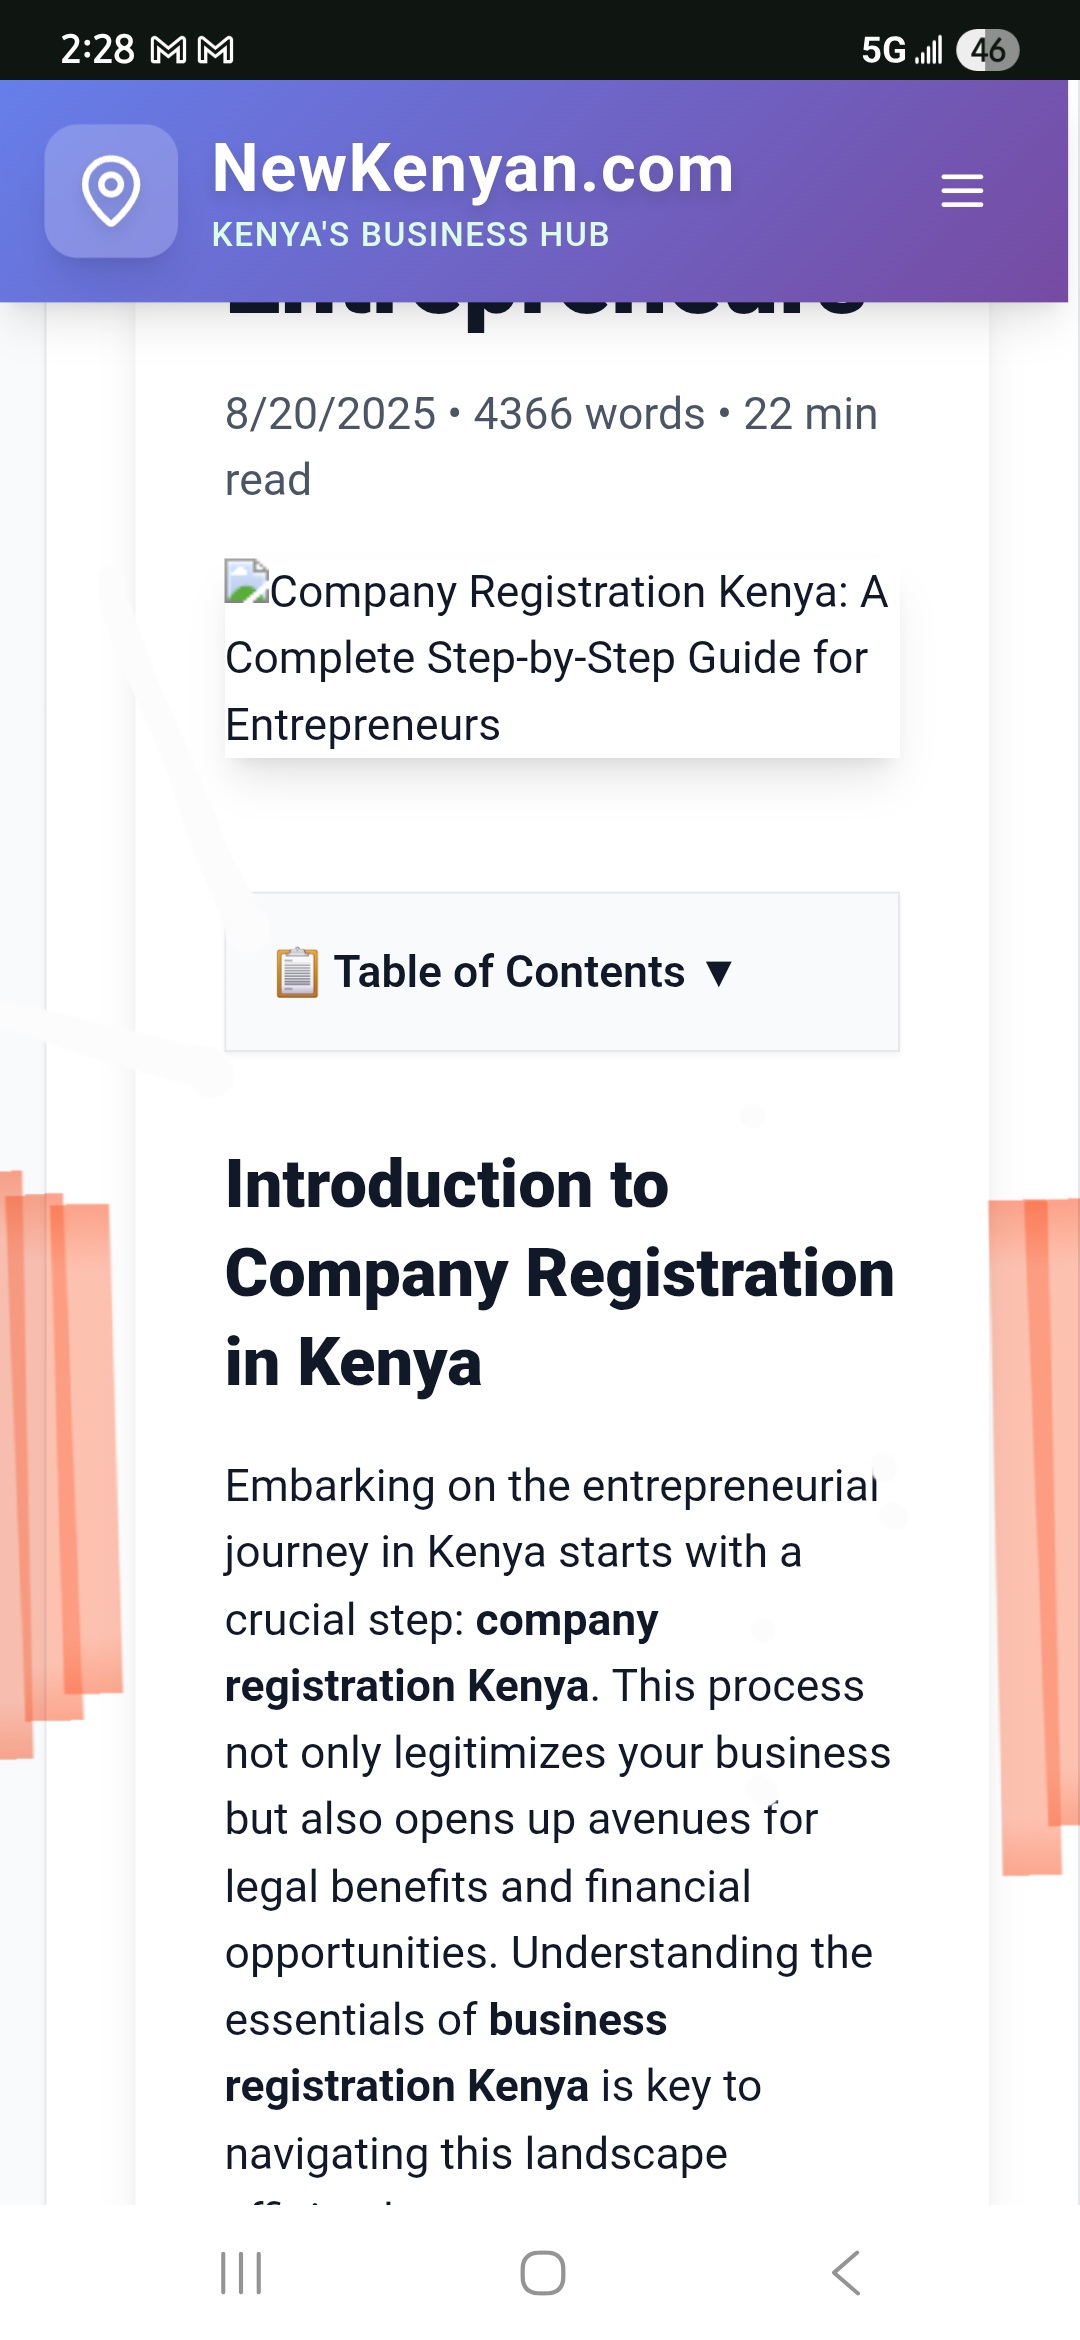 2:28
5G 46
NewKenyan.com
KENYA'S BUSINESS HUB
Entrepreneurs
8/20/2025 • 4366 words • 22 min
read
Company Registration Kenya: A
Complete Step-by-Step Guide for
Entrepreneurs
📋 Table of Contents ▼
Introduction to
Company Registration
in Kenya
Embarking on the entrepreneurial
journey in Kenya starts with a
crucial step: company
registration Kenya. This process
not only legitimizes your business
but also opens up avenues for
legal benefits and financial
opportunities. Understanding the
essentials of business
registration Kenya is key to
navigating this landscape